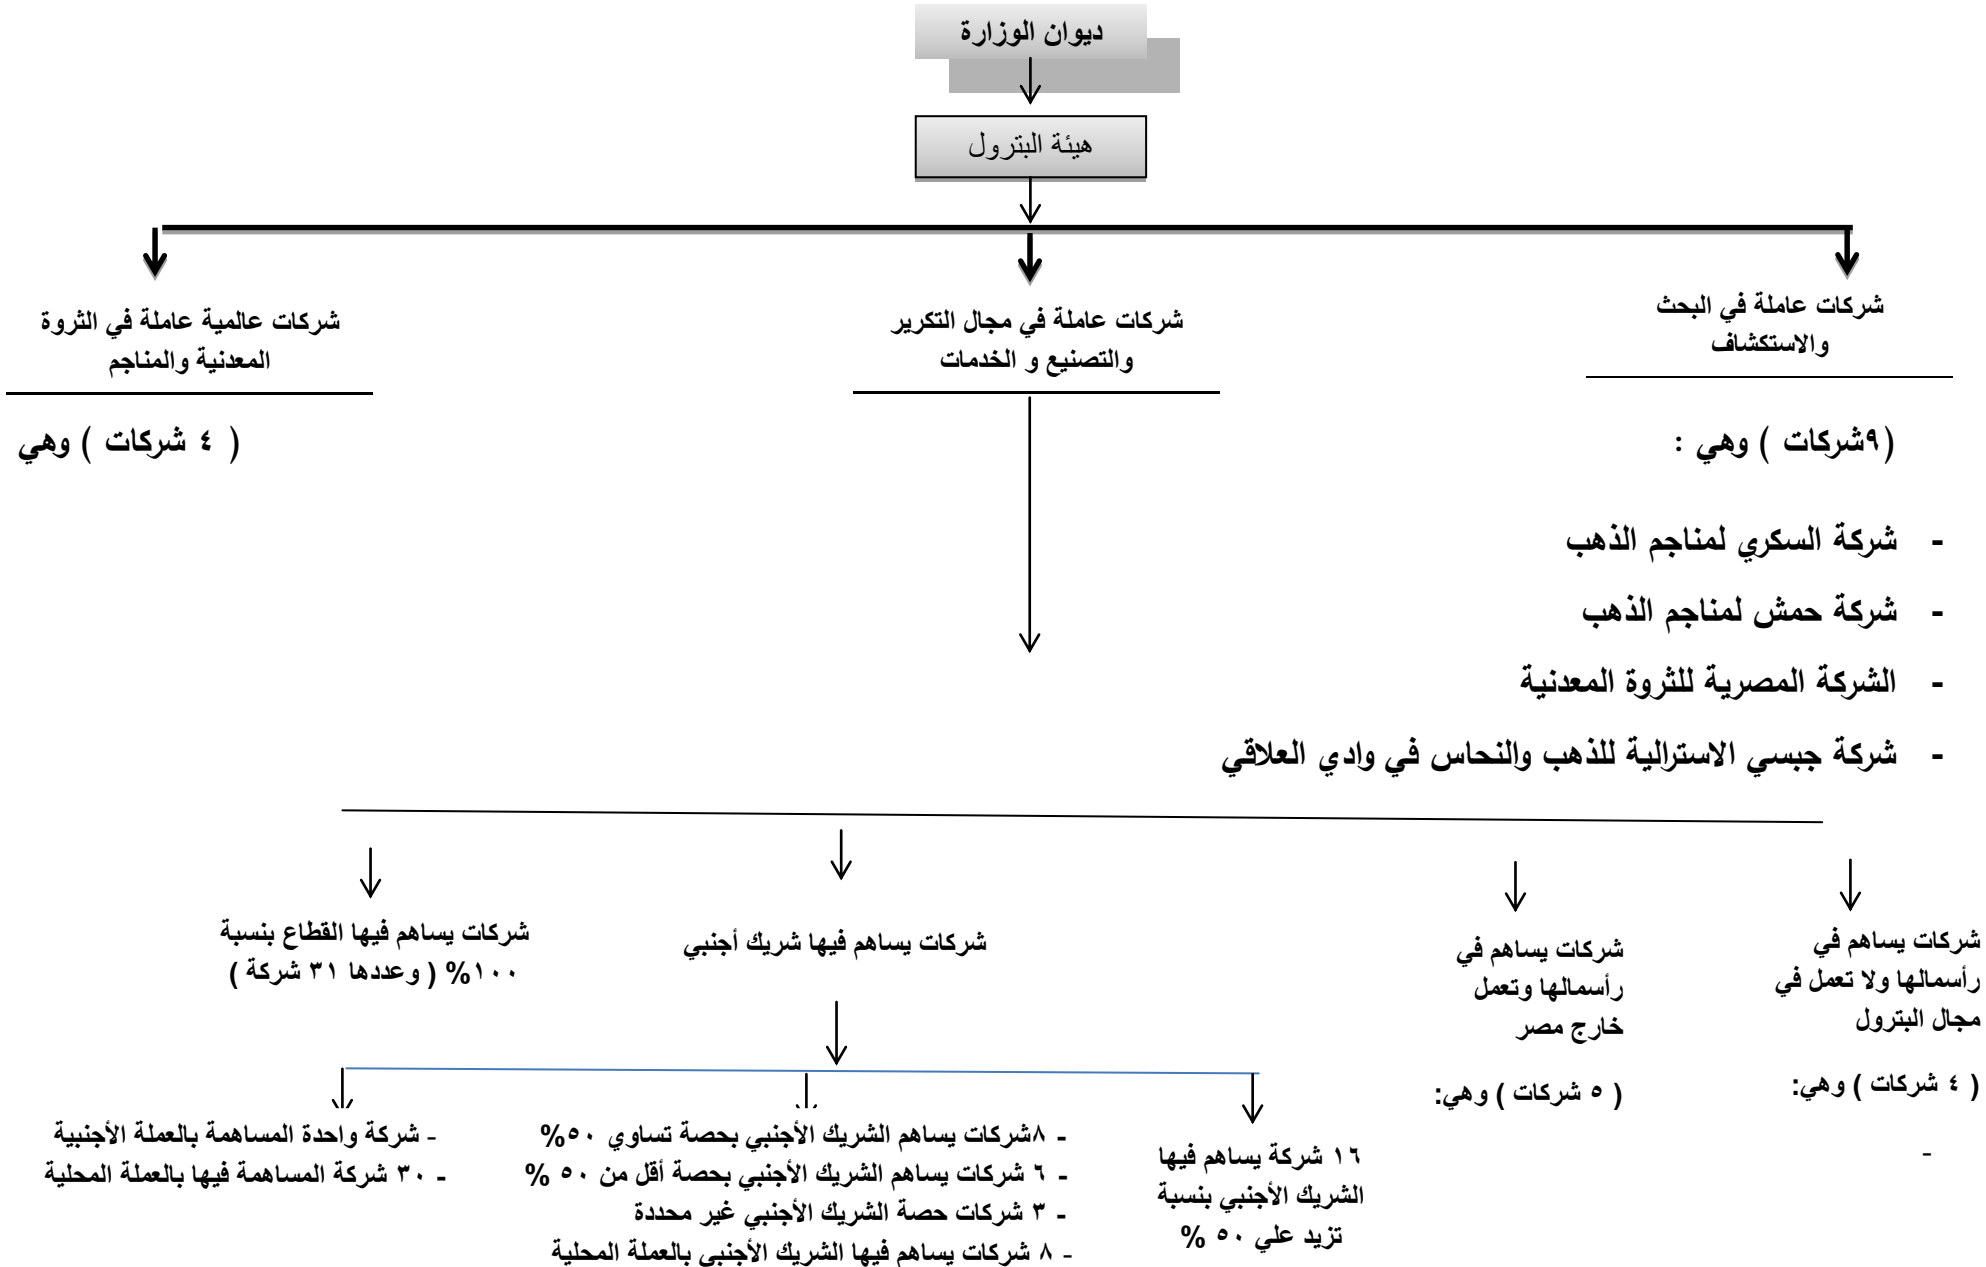 ديوان الوزارة
هيئة البترول
شركات عاملة في البحث
والاستكشاف
شركات عاملة في مجال التكرير
والتصنيع و الخدمات
شركات عالمية عاملة في الثروة
المعدنية والمناجم
(٩شركات ) وهي :
( ٤ شركات ) وهي
- شركة السكري لمناجم الذهب
- شركة حمش لمناجم الذهب
- الشركة المصرية للثروة المعدنية
- شركة جبسي الاسترالية للذهب والنحاس في وادي العلاقي
شركات يساهم في
رأسمالها ولا تعمل في
مجال البترول
( ٤ شركات ) وهي:
-
شركات يساهم في
رأسمالها وتعمل
خارج مصر
( ٥ شركات ) وهي:
شركات يساهم فيها شريك أجنبي
شركات يساهم فيها القطاع بنسبة
١٠٠% ( وعددها ٣١ شركة )
١٦ شركة يساهم فيها
الشريك الأجنبي بنسبة
تزيد علي ٥٠ %
- ٨شركات يساهم الشريك الأجنبي بحصة تساوي ٥٠%
- ٦ شركات يساهم الشريك الأجنبي بحصة أقل من ٥٠ %
- ٣ شركات حصة الشريك الأجنبي غير محددة
- ٨ شركات يساهم فيها الشريك الأجنبي بالعملة المحلية
- شركة واحدة المساهمة بالعملة الأجنبية
- ٣٠ شركة المساهمة فيها بالعملة المحلية